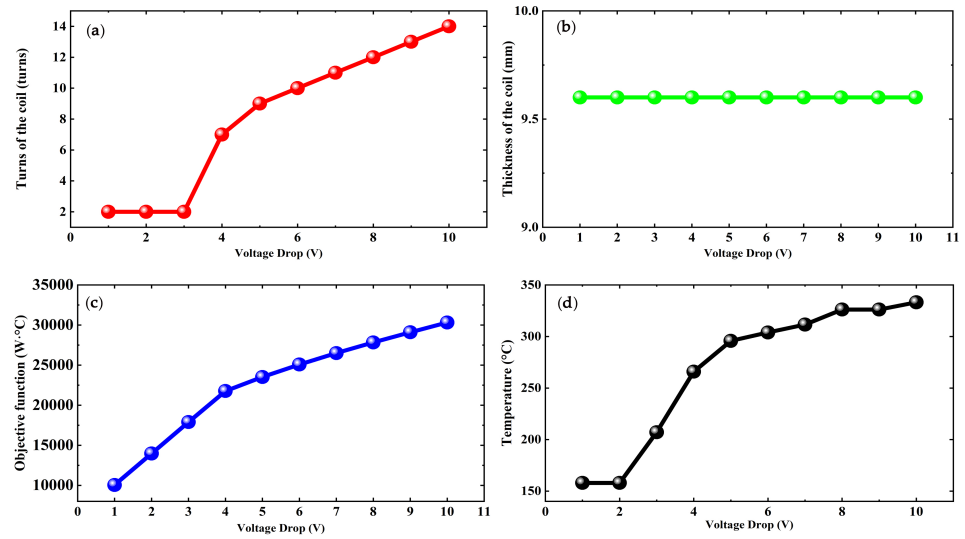 (a)
Turns of the coil (turns)
14
12
10
8
6
4
2
0 2 4 6 8 10
Voltage Drop (V)
(b)
Thickness of the coil (mm)
10.0
9.5
9.0
0 1 2 3 4 5 6 7 8 9 10 11
Voltage Drop (V)
(c)
Objective function (W·°C)
35000
30000
25000
20000
15000
10000
0 1 2 3 4 5 6 7 8 9 10 11
Voltage Drop (V)
(d)
Temperature (°C)
350
300
250
200
150
0 2 4 6 8 10
Voltage Drop (V)